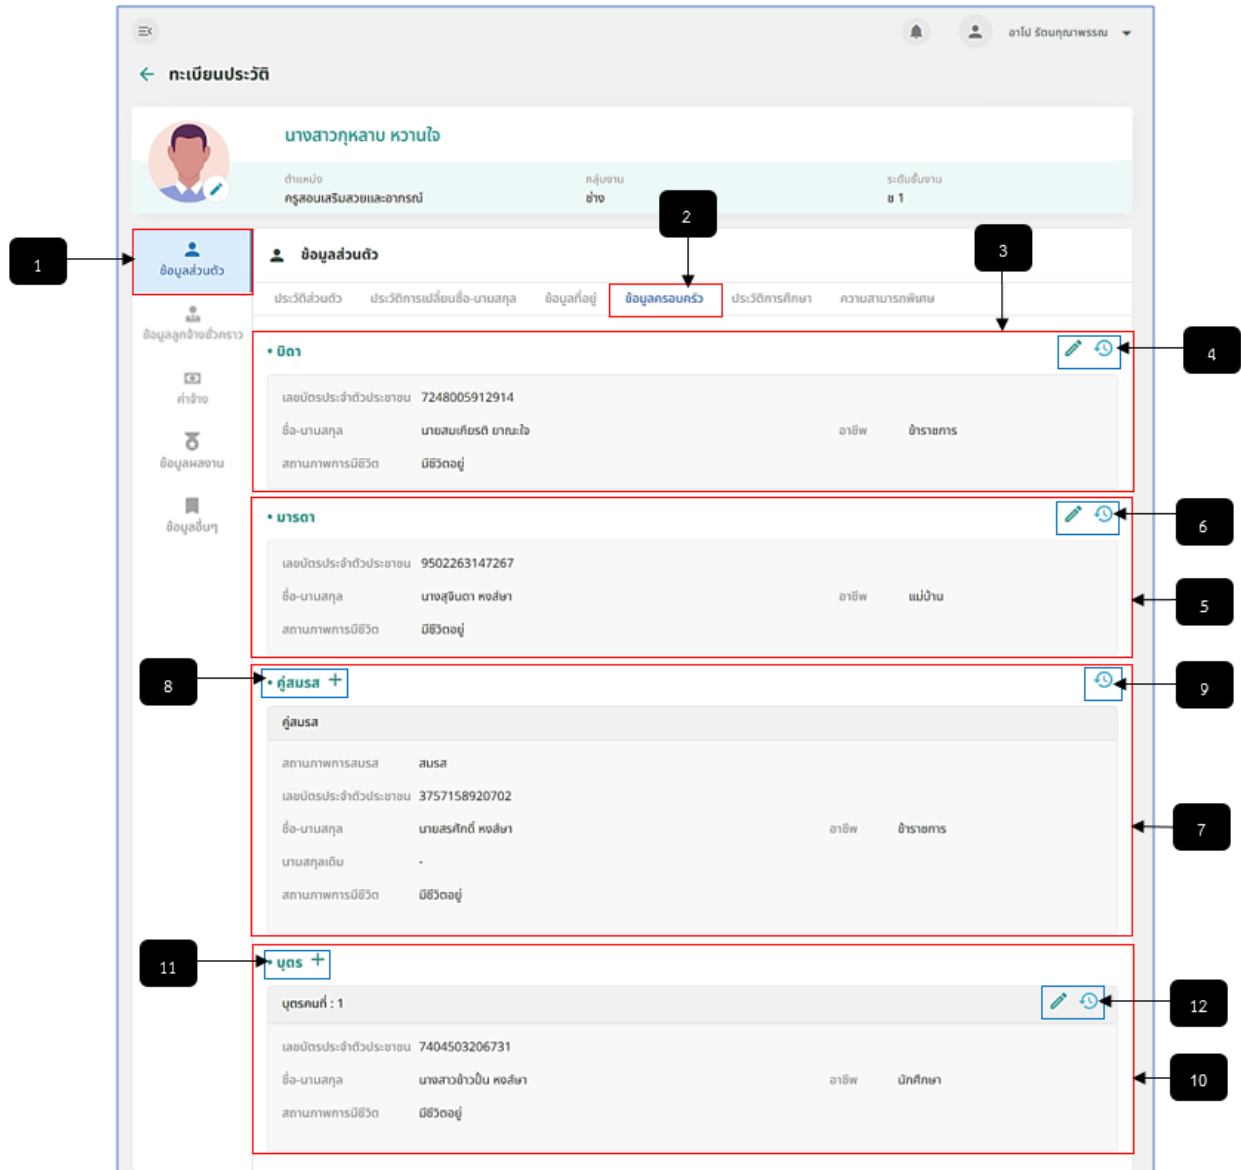 อาโป รัตนกุณาพรรณ
ทะเบียนประวัติ
นางสาวกุหลาบ หวานใจ
ตำแหน่ง กลุ่มงาน ระดับชั้นงาน
ครูสอนเสริมสวยและอาภรณ์ ช่าง ช 1
2
1
3
ข้อมูลส่วนตัว
ข้อมูลส่วนตัว
ประวัติส่วนตัว ประวัติการเปลี่ยนชื่อ-นามสกุล ข้อมูลที่อยู่ ข้อมูลครอบครัว ประวัติการศึกษา ความสามารถพิเศษ
ข้อมูลลูกจ้างชั่วคราว
ค่าจ้าง
ข้อมูลผลงาน
ข้อมูลอื่นๆ
• บิดา
4
เลขบัตรประจำตัวประชาชน 7248005912914
ชื่อ-นามสกุล นายสมเกียรติ ยาณะใจ อาชีพ ข้าราชการ
สถานภาพการมีชีวิต มีชีวิตอยู่
• มารดา
6
เลขบัตรประจำตัวประชาชน 9502263147267
ชื่อ-นามสกุล นางสุจินดา หงส์ษา อาชีพ แม่บ้าน
5
สถานภาพการมีชีวิต มีชีวิตอยู่
8
• คู่สมรส +
9
คู่สมรส
สถานภาพการสมรส สมรส
เลขบัตรประจำตัวประชาชน 3757158920702
ชื่อ-นามสกุล นายสรศักดิ์ หงส์ษา อาชีพ ข้าราชการ
7
นามสกุลเดิม -
สถานภาพการมีชีวิต มีชีวิตอยู่
11
• บุตร +
บุตรคนที่ : 1
12
เลขบัตรประจำตัวประชาชน 7404503206731
ชื่อ-นามสกุล นางสาวข้าวปั้น หงส์ษา อาชีพ นักศึกษา
10
สถานภาพการมีชีวิต มีชีวิตอยู่